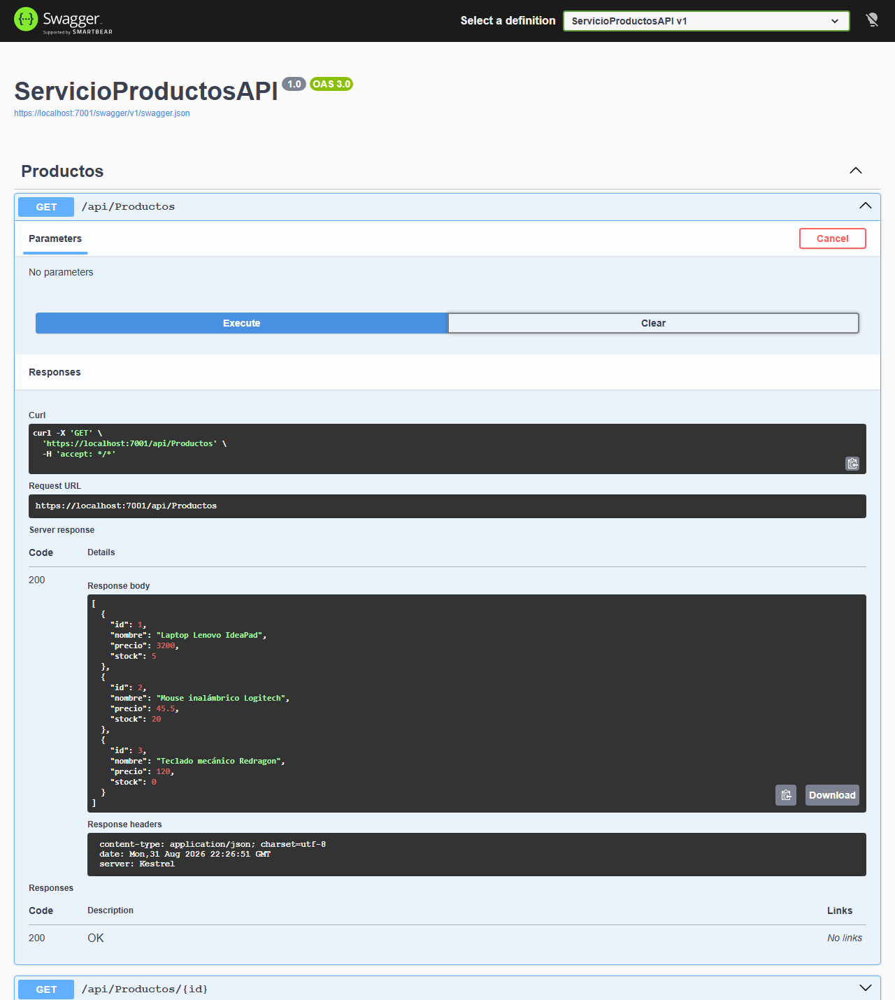 Swagger
Supported by SMARTBEAR
Select a definition
ServicioProductosAPI v1
ServicioProductosAPI 1.0 OAS 3.0
https://localhost:7001/swagger/v1/swagger.json
Productos
GET /api/Productos
Parameters
Cancel
No parameters
Execute
Clear
Responses
Curl
curl -X 'GET' \
  'https://localhost:7001/api/Productos' \
  -H 'accept: */*'
Request URL
https://localhost:7001/api/Productos
Server response
Code Details
200
Response body
[
  {
    "id": 1,
    "nombre": "Laptop Lenovo IdeaPad",
    "precio": 3200,
    "stock": 5
  },
  {
    "id": 2,
    "nombre": "Mouse inalámbrico Logitech",
    "precio": 45.5,
    "stock": 20
  },
  {
    "id": 3,
    "nombre": "Teclado mecánico Redragon",
    "precio": 120,
    "stock": 0
  }
]
Download
Response headers
content-type: application/json; charset=utf-8
date: Mon,31 Aug 2026 22:26:51 GMT
server: Kestrel
Responses
Code Description Links
200 OK No links
GET /api/Productos/{id}